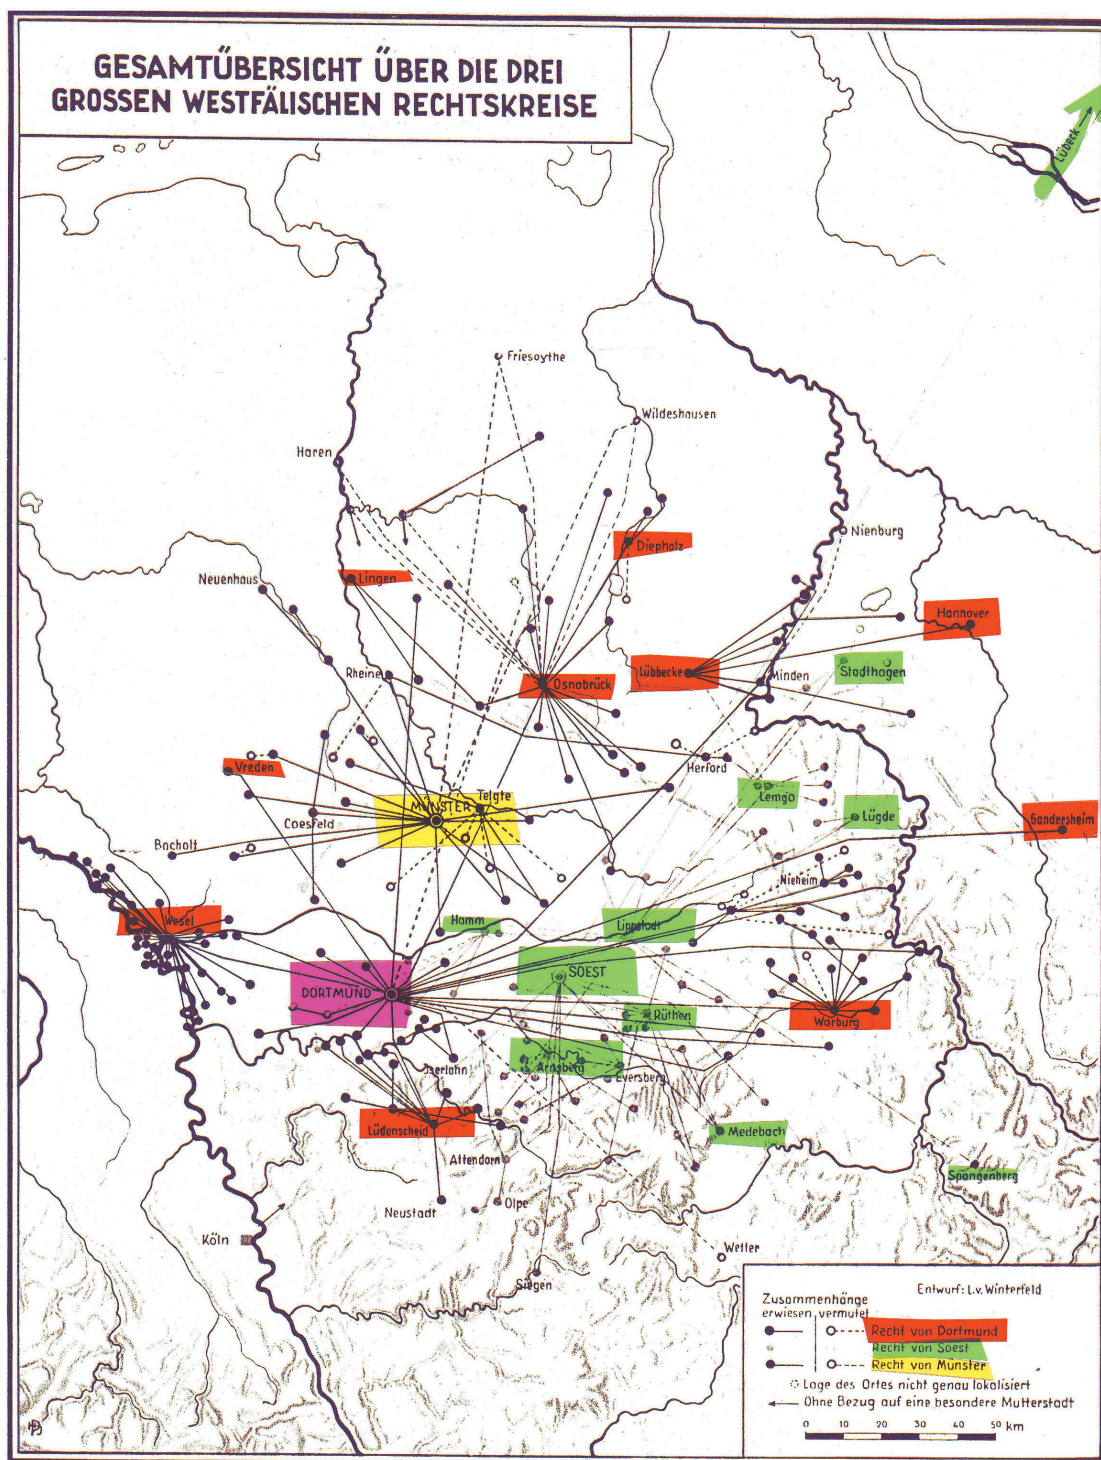 GESAMTÜBERSICHT ÜBER DIE DREI
GROSSEN WESTFÄLISCHEN RECHTSKREISE
Lübeck
Friesoythe
Wildeshausen
Haren
Nienburg
Diepholz
Lingen
Neuenhaus
Hannover
Rheine
Osnabrück
Lübbecke
Minden
Stadthagen
Vreden
Herford
Lemgo
Telgte
MÜNSTER
Coesfeld
Lügde
Gandersheim
Bocholt
Nieheim
Wesel
Hamm
Lippstadt
SOEST
DORTMUND
Rüthen
Warburg
Arnsberg
Eversberg
Iserlohn
Lüdenscheid
Medebach
Attendorn
Spangenberg
Neustadt
Olpe
Köln
Wetter
Siegen
Entwurf: L.v. Winterfeld
Zusammenhänge
erwiesen vermutet
Recht von Dortmund
Recht von Soest
Recht von Münster
Lage des Ortes nicht genau lokalisiert
Ohne Bezug auf eine besondere Mutterstadt
0 10 20 30 40 50 km